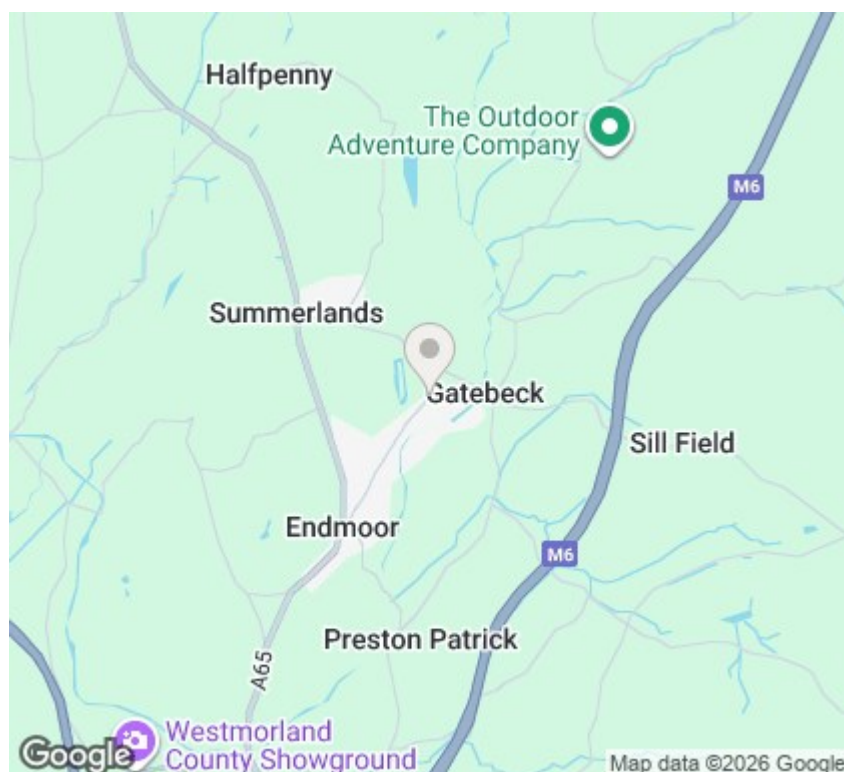 Halfpenny
The Outdoor
Adventure Company
M6
Summerlands
Gatebeck
Sill Field
Endmoor
M6
Preston Patrick
A65
Westmorland
County Showground
Google
Map data ©2026 Google